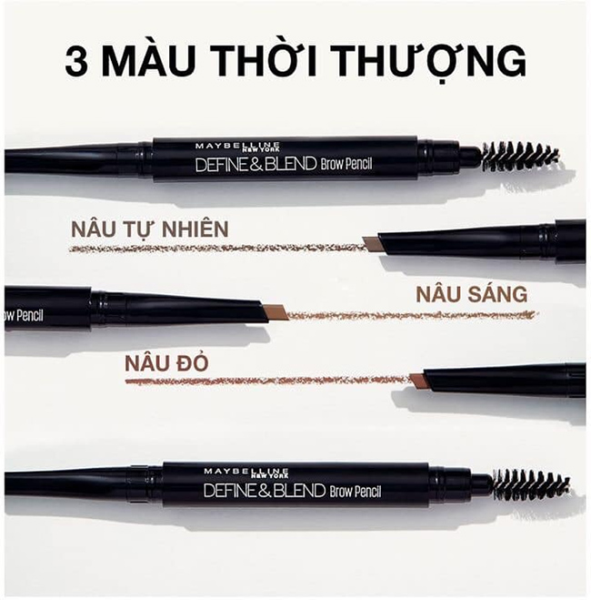 3 MÀU THỜI THƯỢNG
MAYBELLINE
NEW YORK
DEFINE & BLEND Brow Pencil
NÂU TỰ NHIÊN
NÂU SÁNG
ow Pencil
NÂU ĐỎ
MAYBELLINE
NEW YORK
DEFINE & BLEND Brow Pencil